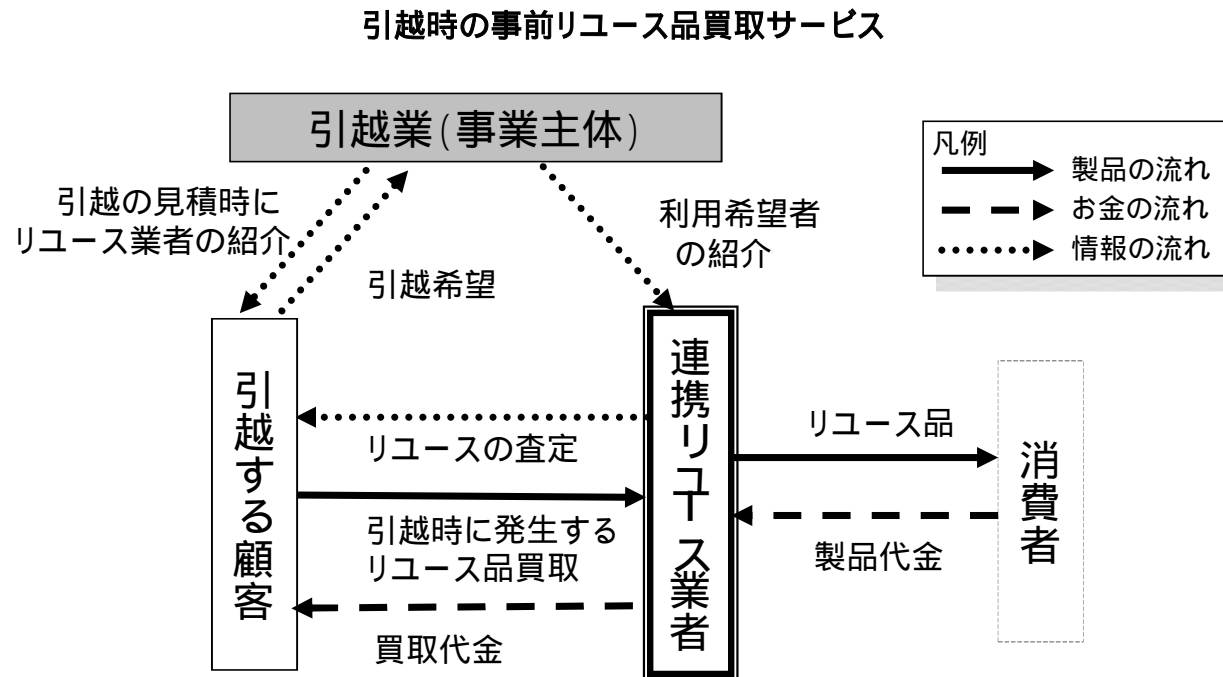 引越時の事前リユース品買取サービス
引越業(事業主体)
凡例
製品の流れ
お金の流れ
情報の流れ
引越の見積時に
リユース業者の紹介
引越希望
利用希望者
の紹介
引越する顧客
連携リユース業者
消費者
リユースの査定
引越時に発生する
リユース品買取
買取代金
リユース品
製品代金